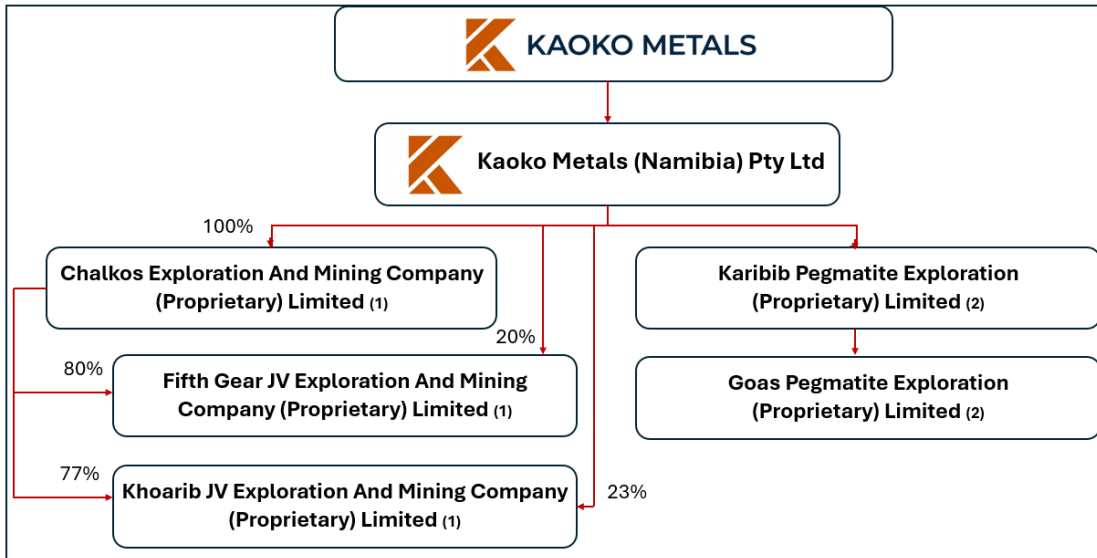 KAOKO METALS
Kaoko Metals (Namibia) Pty Ltd
100%
Chalkos Exploration And Mining Company
(Proprietary) Limited (1)
Karibib Pegmatite Exploration
(Proprietary) Limited (2)
20%
80%
Fifth Gear JV Exploration And Mining
Company (Proprietary) Limited (1)
Goas Pegmatite Exploration
(Proprietary) Limited (2)
77%
Khoarib JV Exploration And Mining Company
(Proprietary) Limited (1)
23%